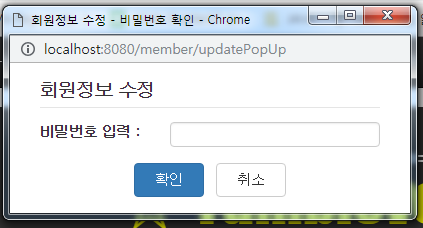 회원정보 수정 - 비밀번호 확인 - Chrome
localhost:8080/member/updatePopUp
회원정보 수정
비밀번호 입력 :
확인 취소